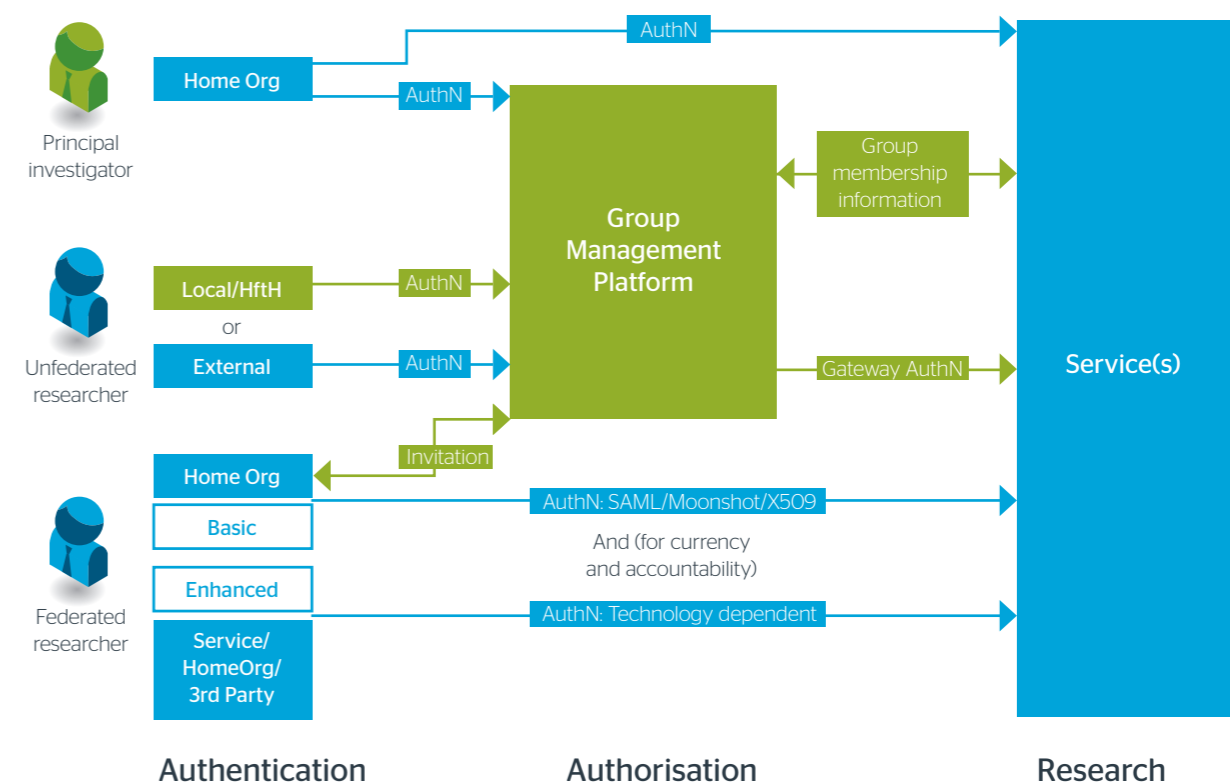 AuthN
Home Org
AuthN
Principal
investigator
Group
membership
information
Group
Management
Platform
Local/HftH
AuthN
or
External
AuthN
Unfederated
researcher
Gateway AuthN
Service(s)
Invitation
Home Org
Basic
AuthN: SAML/Moonshot/X509
And (for currency
and accountability)
Enhanced
AuthN: Technology dependent
Federated
researcher
Service/
HomeOrg/
3rd Party
Authentication
Authorisation
Research